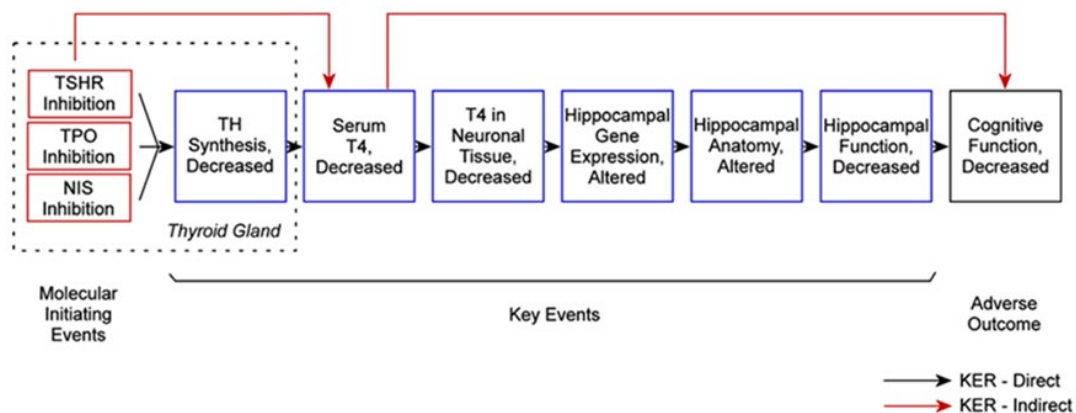 TSHR
Inhibition
TPO
Inhibition
NIS
Inhibition
TH
Synthesis,
Decreased
Thyroid Gland
Serum
T4,
Decreased
T4 in
Neuronal
Tissue,
Decreased
Hippocampal
Gene
Expression,
Altered
Hippocampal
Anatomy,
Altered
Hippocampal
Function,
Decreased
Cognitive
Function,
Decreased
Molecular
Initiating
Events
Key Events
Adverse
Outcome
KER - Direct
KER - Indirect